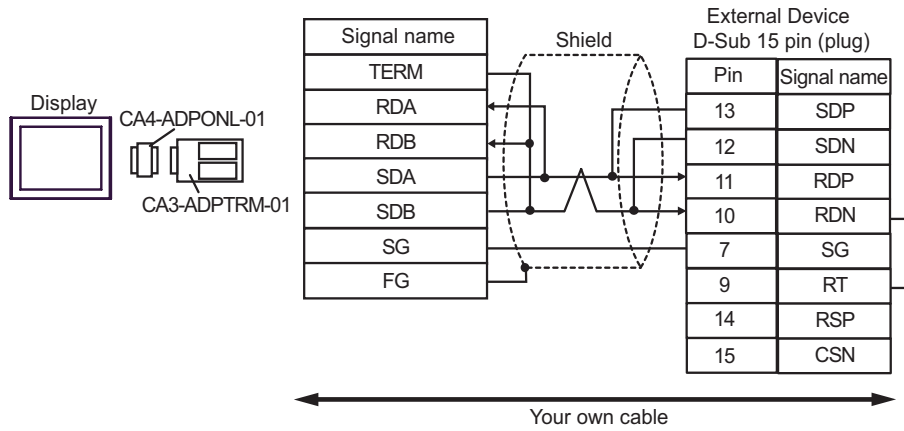 Display
CA4-ADPONL-01
CA3-ADPTRM-01
Signal name
TERM
RDA
RDB
SDA
SDB
SG
FG
Shield
External Device
D-Sub 15 pin (plug)
Pin Signal name
13 SDP
12 SDN
11 RDP
10 RDN
7 SG
9 RT
14 RSP
15 CSN
Your own cable